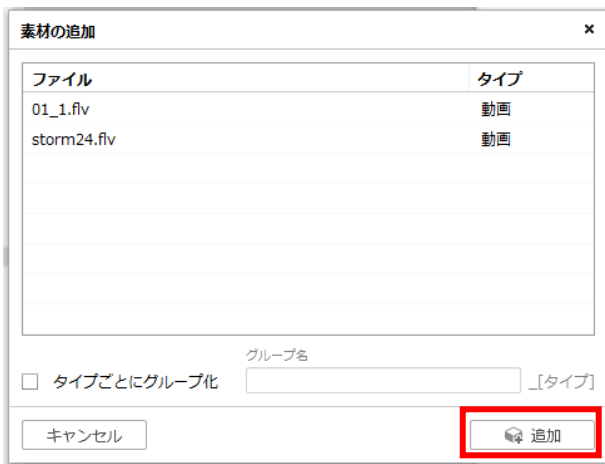 素材の追加 ×
ファイル タイプ
01_1.flv 動画
storm24.flv 動画
グループ名
タイプごとにグループ化 _[タイプ]
キャンセル 追加